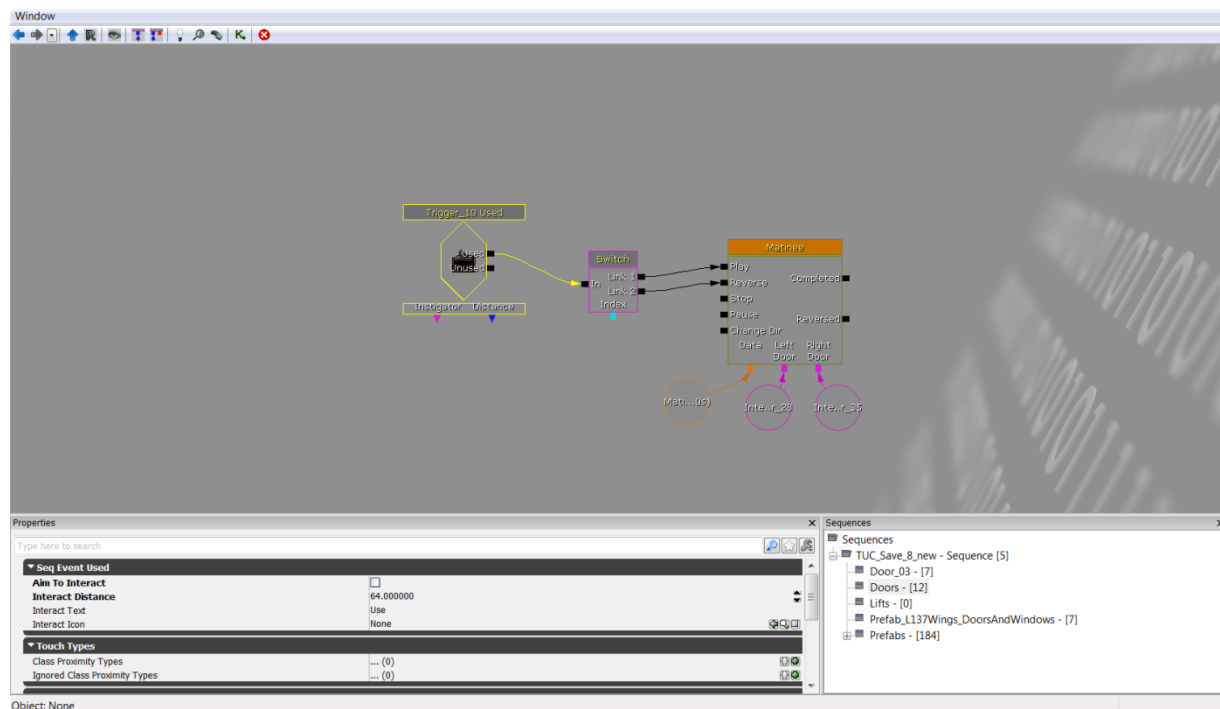 Window
Trigger_10 Used
Used
Unused
Instigator Distance
Switch
In
Link 1
Link 2
Index
Matinee
Play
Reverse
Stop
Pause
Change Dir
Completed
Reversed
Data Left Right
Door Door
Mati...0s)
Inte..r_28
Inte..r_35
Properties
Type here to search
Seq Event Used
Aim To Interact
Interact Distance 64.000000
Interact Text Use
Interact Icon None
Touch Types
Class Proximity Types ... (0)
Ignored Class Proximity Types ... (0)
Sequences
Sequences
TUC_Save_8_new - Sequence [5]
Door_03 - [7]
Doors - [12]
Lifts - [0]
Prefab_L137Wings_DoorsAndWindows - [7]
Prefabs - [184]
Object: None